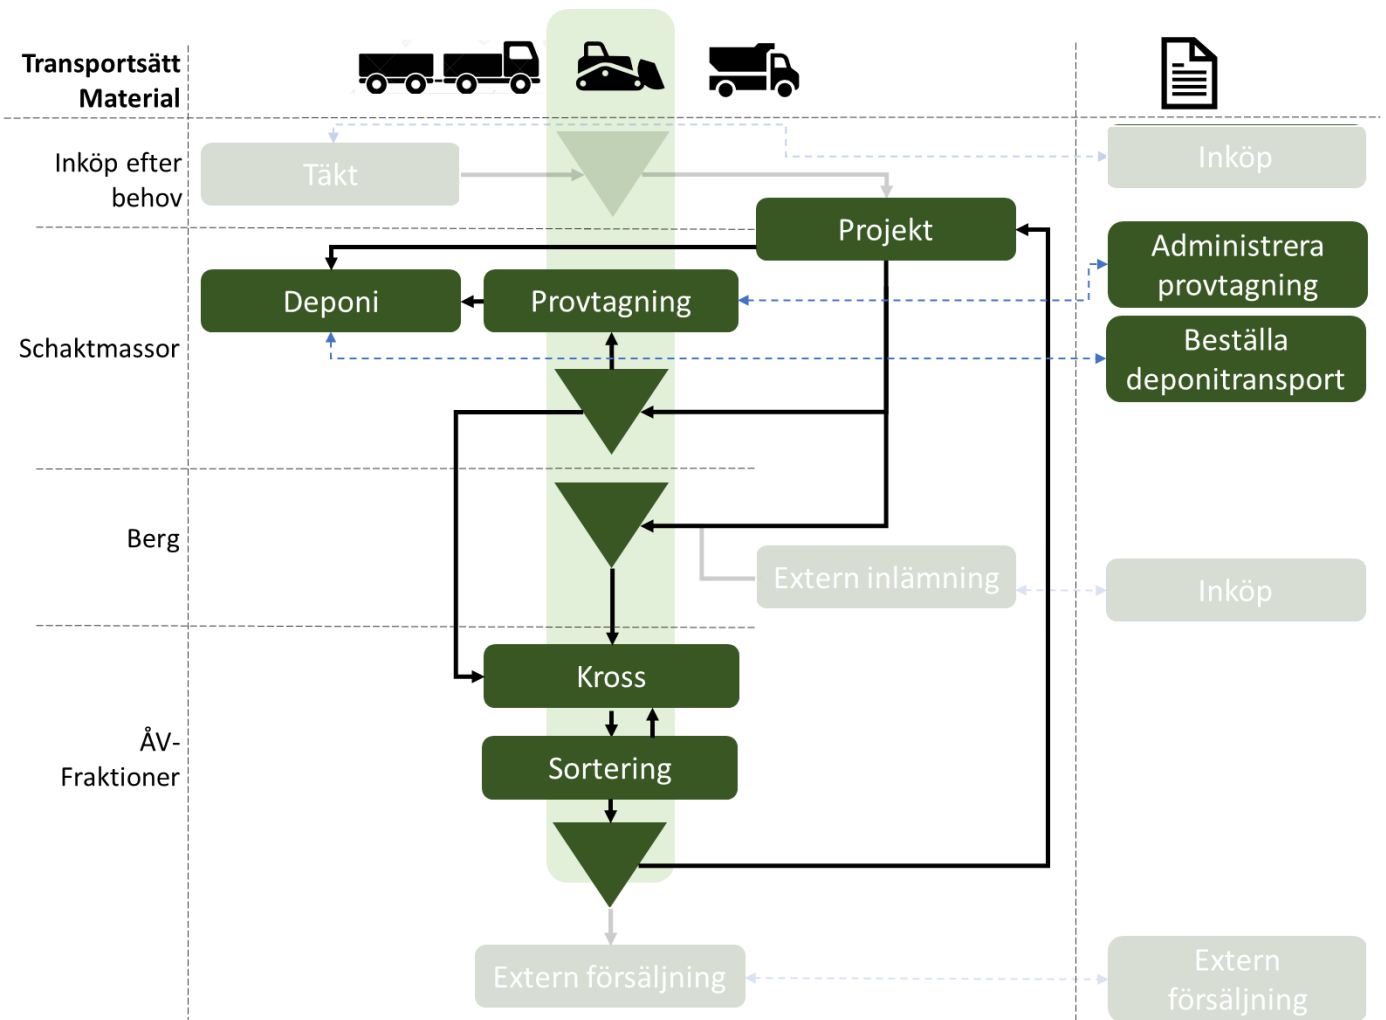 Transportsätt
Material
Inköp efter
behov
Täkt
Inköp
Projekt
Administrera
provtagning
Deponi
Provtagning
Schaktmassor
Beställa
deponitransport
Berg
Extern inlämning
Inköp
Kross
ÅV-
Fraktioner
Sortering
Extern försäljning
Extern
försäljning